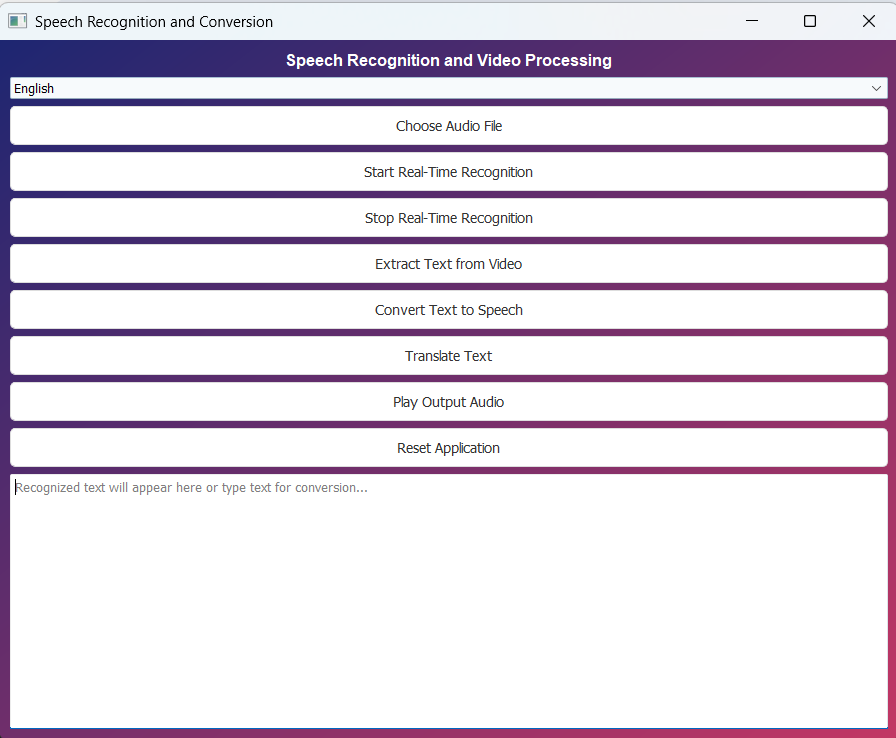 Speech Recognition and Conversion
Speech Recognition and Video Processing
English
Choose Audio File
Start Real-Time Recognition
Stop Real-Time Recognition
Extract Text from Video
Convert Text to Speech
Translate Text
Play Output Audio
Reset Application
Recognized text will appear here or type text for conversion...